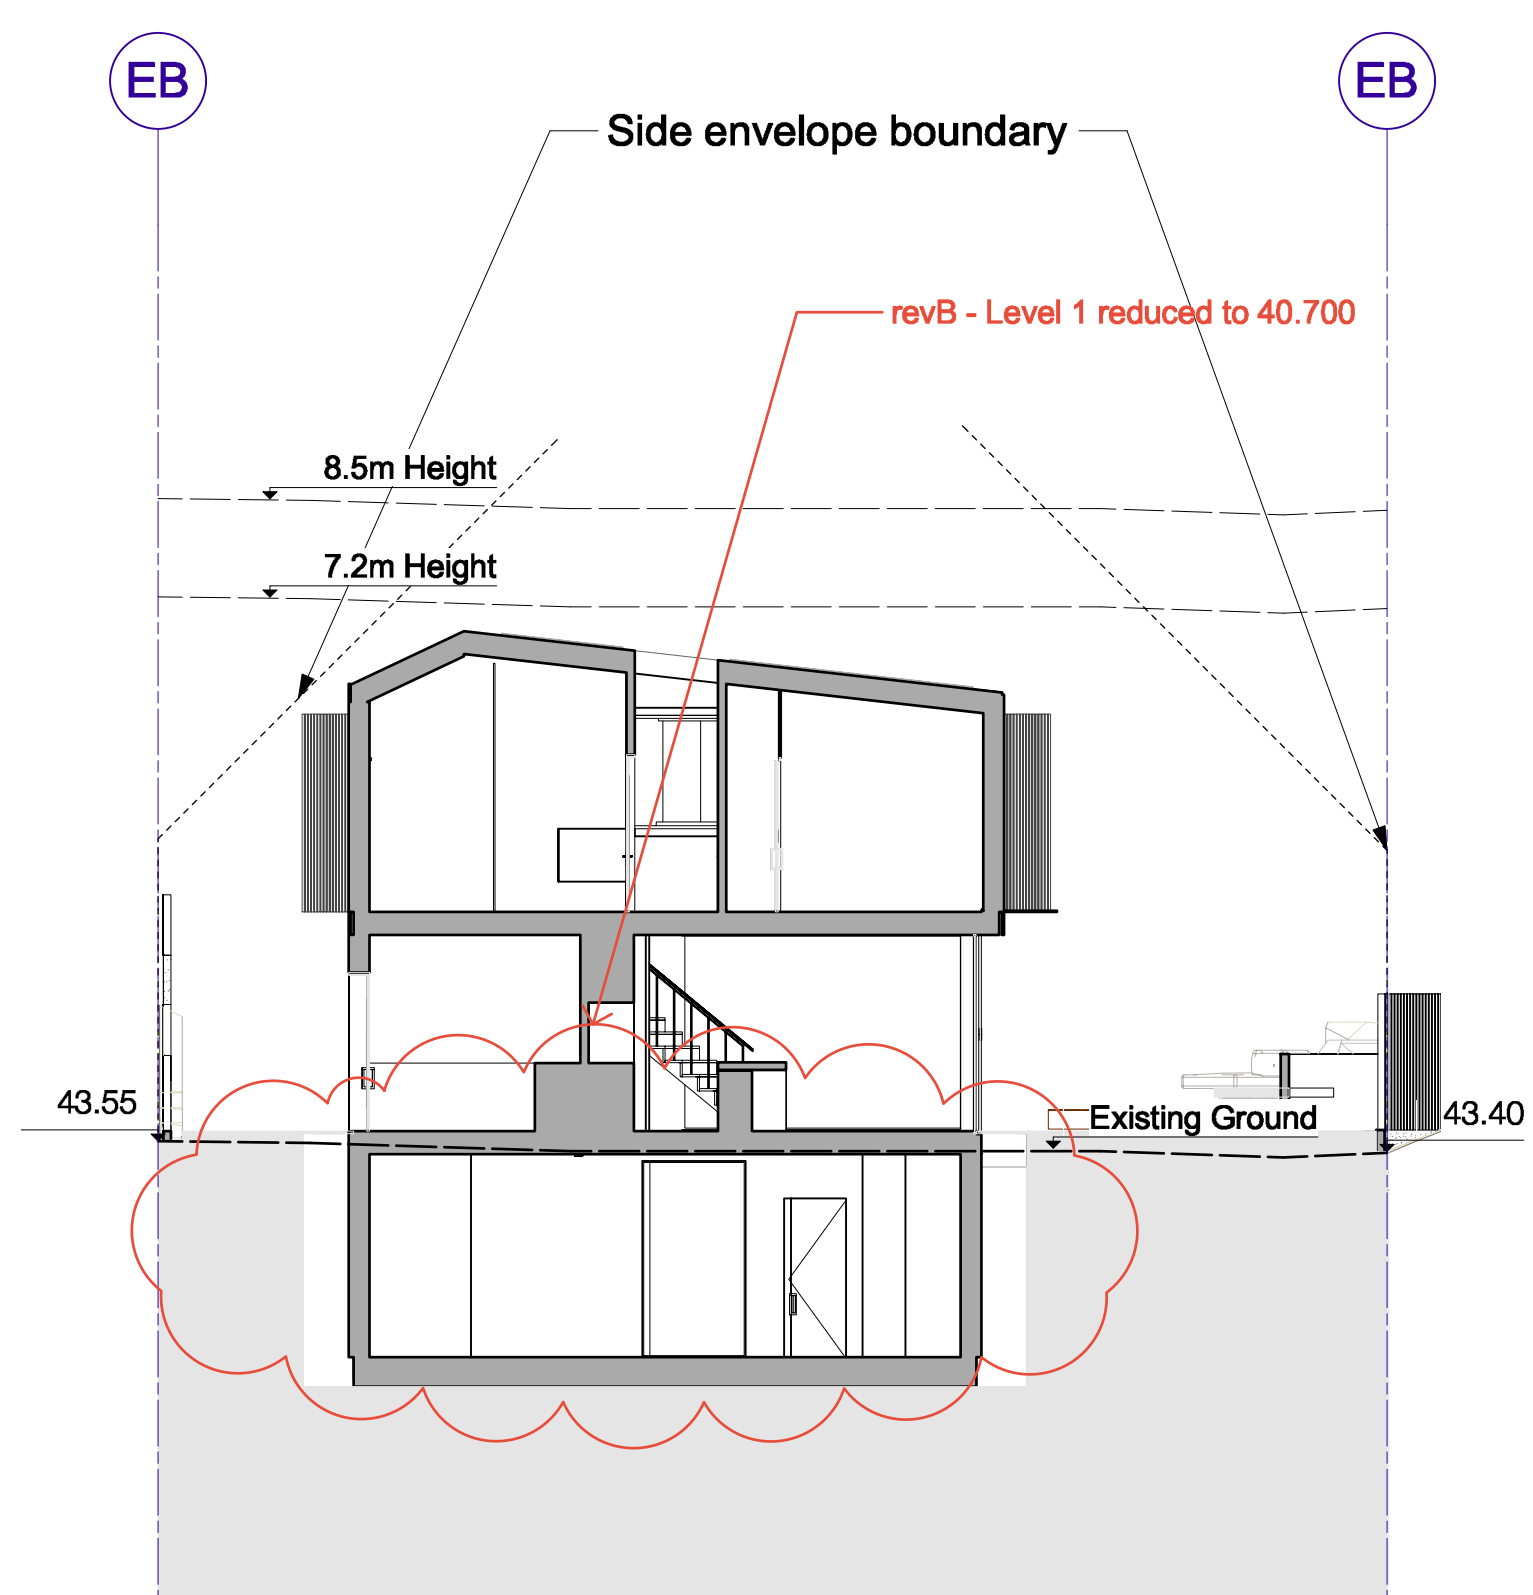 EB
EB
Side envelope boundary
revB - Level 1 reduced to 40.700
8.5m Height
7.2m Height
43.55
Existing Ground
43.40